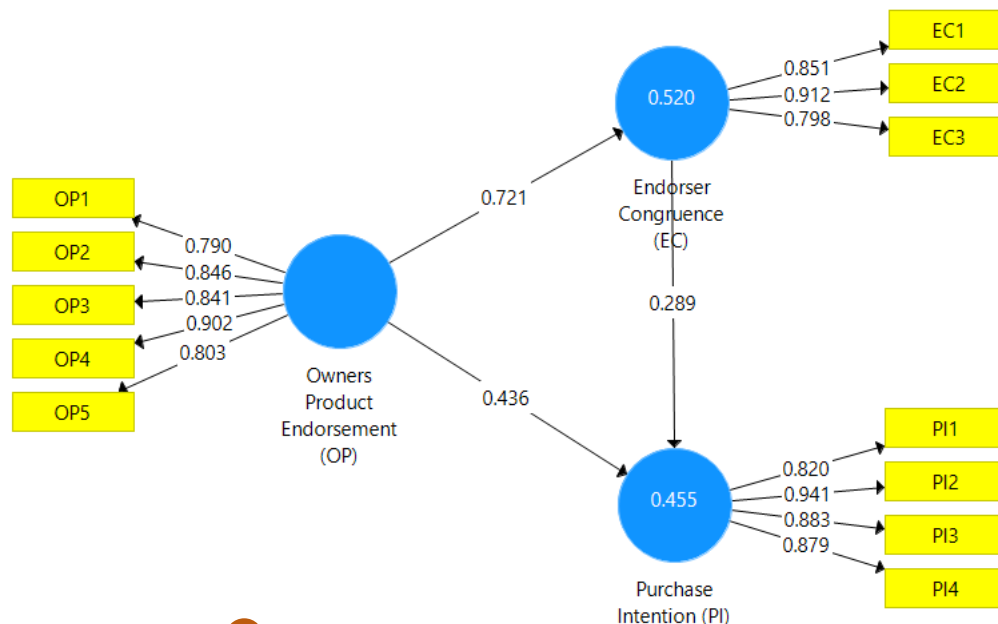 EC1
0.851
EC2
0.520
0.912
0.798
EC3
Endorser
Congruence
(EC)
0.721
OP1
0.790
OP2
0.846
OP3
0.841
0.902
OP4
0.803
OP5
Owners
Product
Endorsement
(OP)
0.289
0.436
PI1
0.820
PI2
0.941
0.455
0.883
PI3
0.879
PI4
Purchase
Intention (PI)